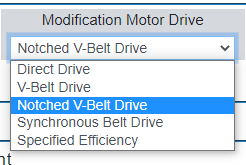 Modification Motor Drive
Notched V-Belt Drive
Direct Drive
V-Belt Drive
Notched V-Belt Drive
Synchronous Belt Drive
Specified Efficiency
nt